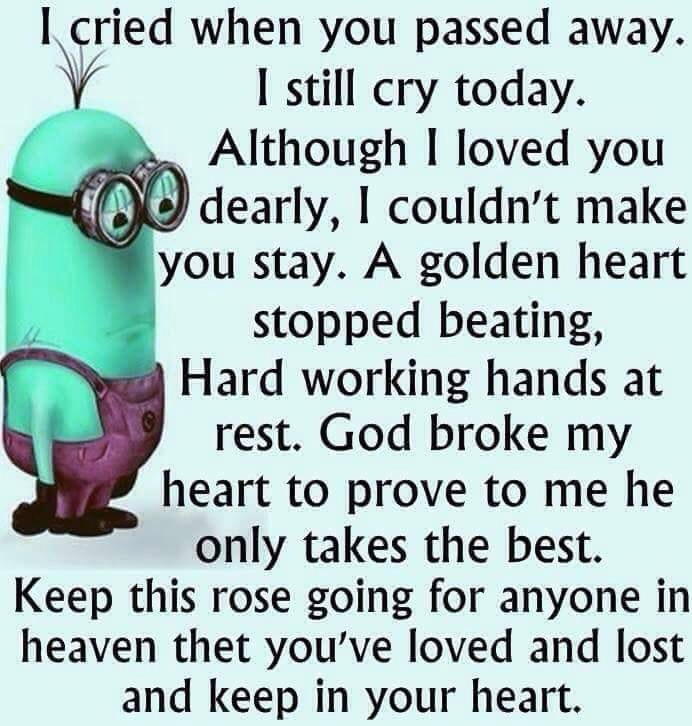 I cried when you passed away.
I still cry today.
Although I loved you
dearly, I couldn't make
you stay. A golden heart
stopped beating,
Hard working hands at
rest. God broke my
heart to prove to me he
only takes the best.
Keep this rose going for anyone in
heaven thet you've loved and lost
and keep in your heart.